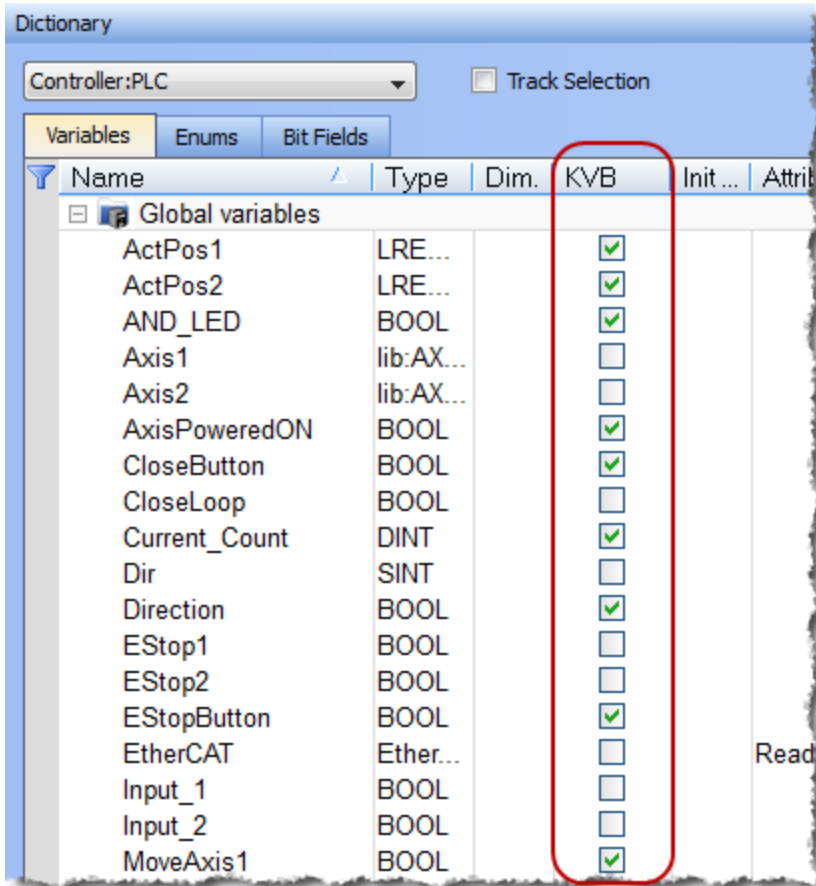 Dictionary
Controller:PLC Track Selection
Variables Enums Bit Fields
Name Type Dim. KVB Init ... Attrib
Global variables
ActPos1 LRE...
ActPos2 LRE...
AND_LED BOOL
Axis1 lib:AX...
Axis2 lib:AX...
AxisPoweredON BOOL
CloseButton BOOL
CloseLoop BOOL
Current_Count DINT
Dir SINT
Direction BOOL
EStop1 BOOL
EStop2 BOOL
EStopButton BOOL
EtherCAT Ether... Read
Input_1 BOOL
Input_2 BOOL
MoveAxis1 BOOL